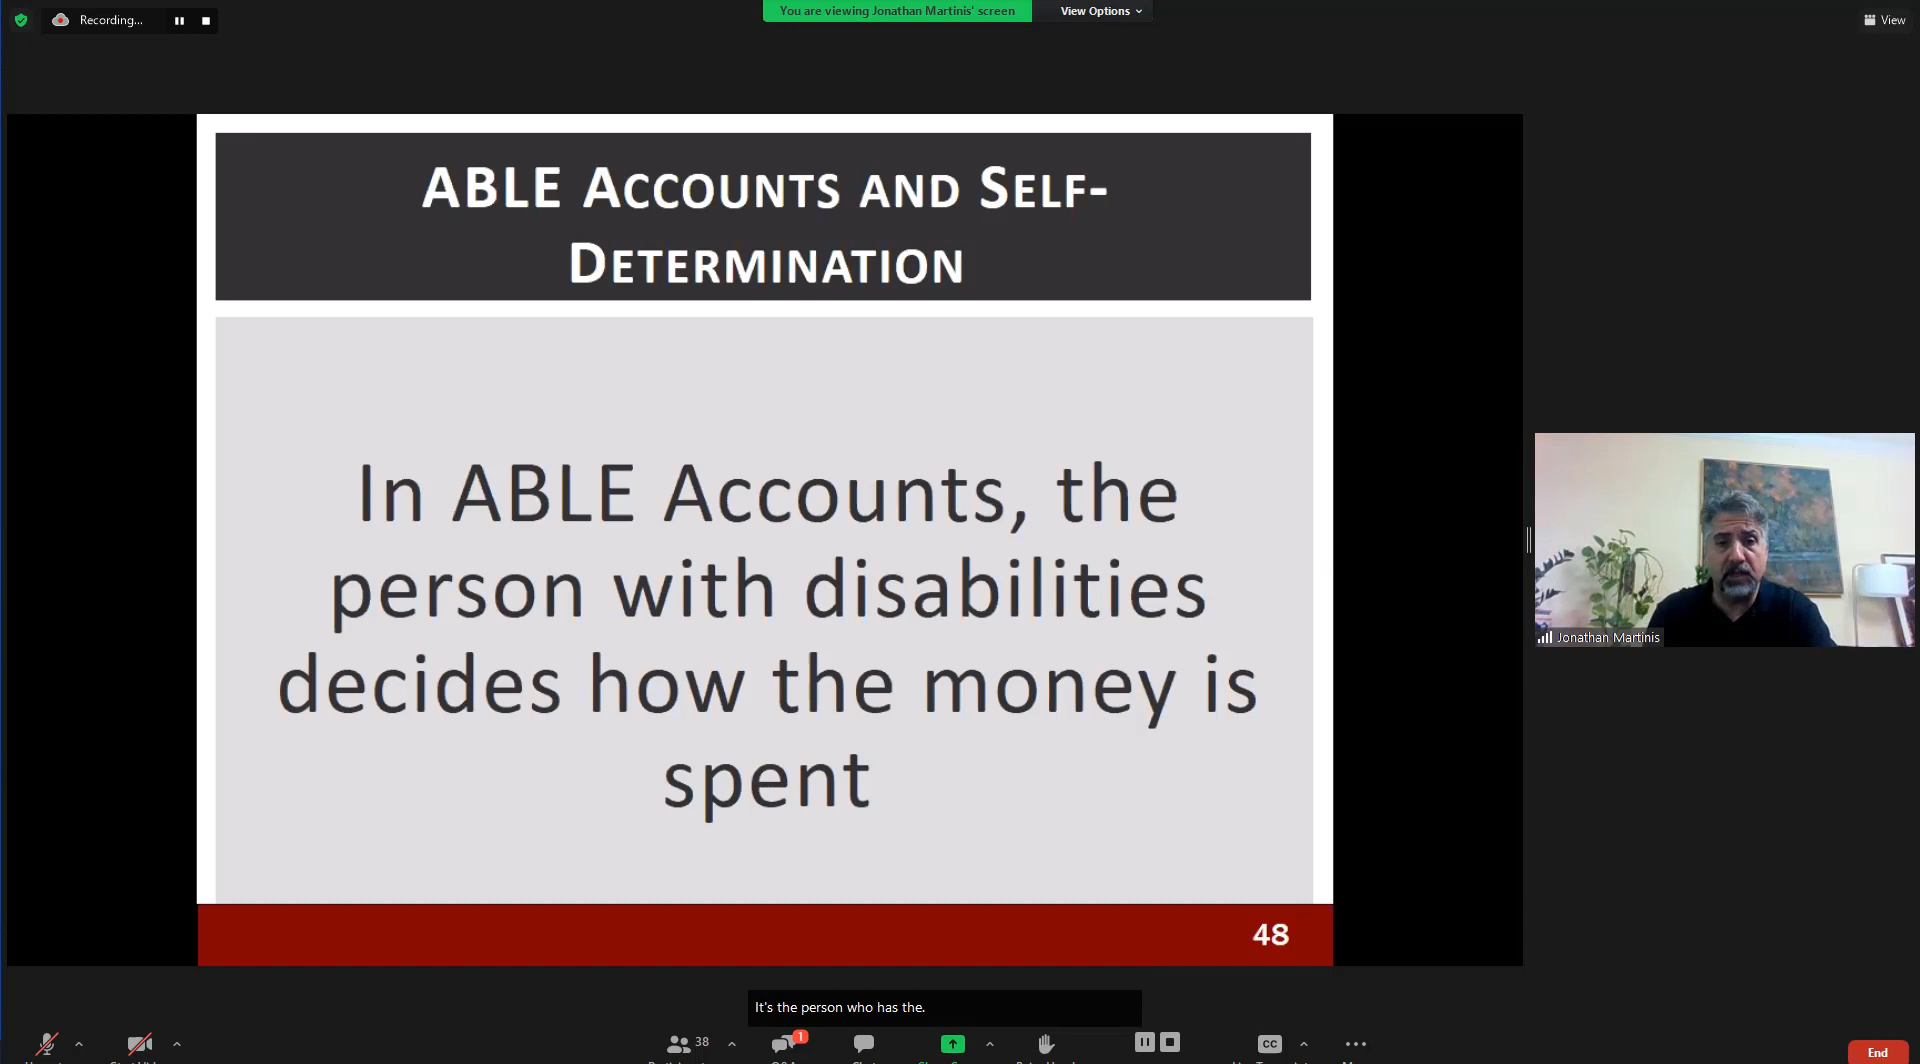 Recording...
You are viewing Jonathan Martinis' screen
View Options
View
ABLE ACCOUNTS AND SELF-
DETERMINATION
In ABLE Accounts, the
person with disabilities
decides how the money is
spent
Jonathan Martinis
48
It's the person who has the.
38
1
CC
End